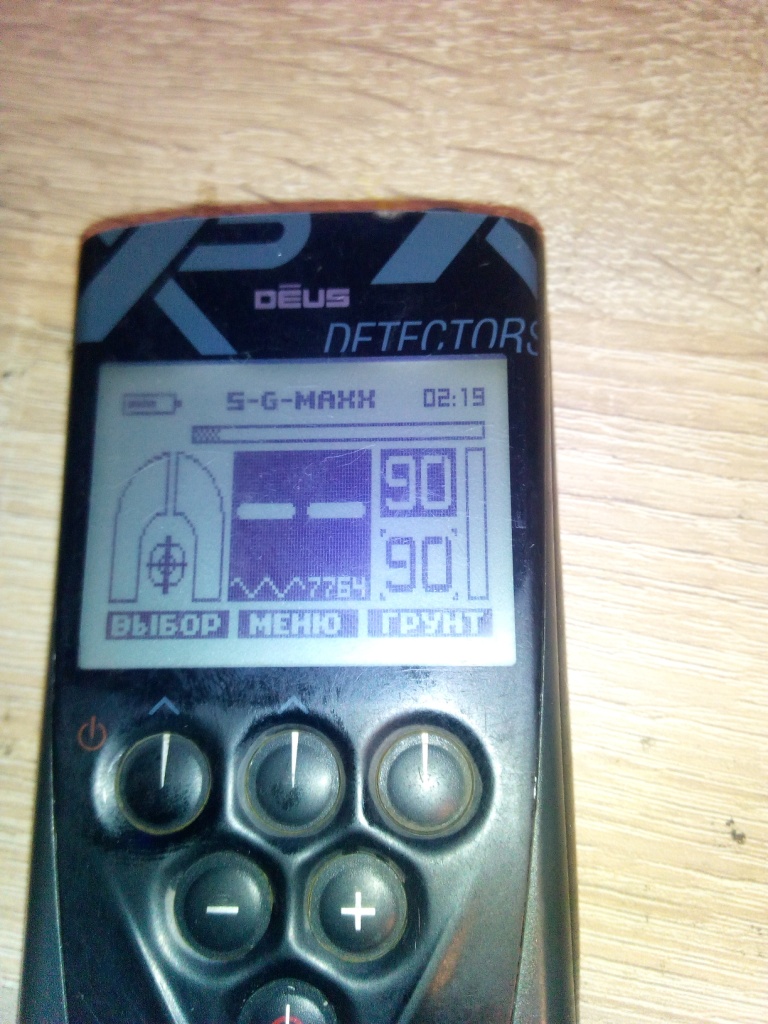 XP
DĒUS
DETECTORS
S-G-MAXX 02:19
90
-- 
7764
90
ВЫБОР МЕНЮ ГРУНТ
- +